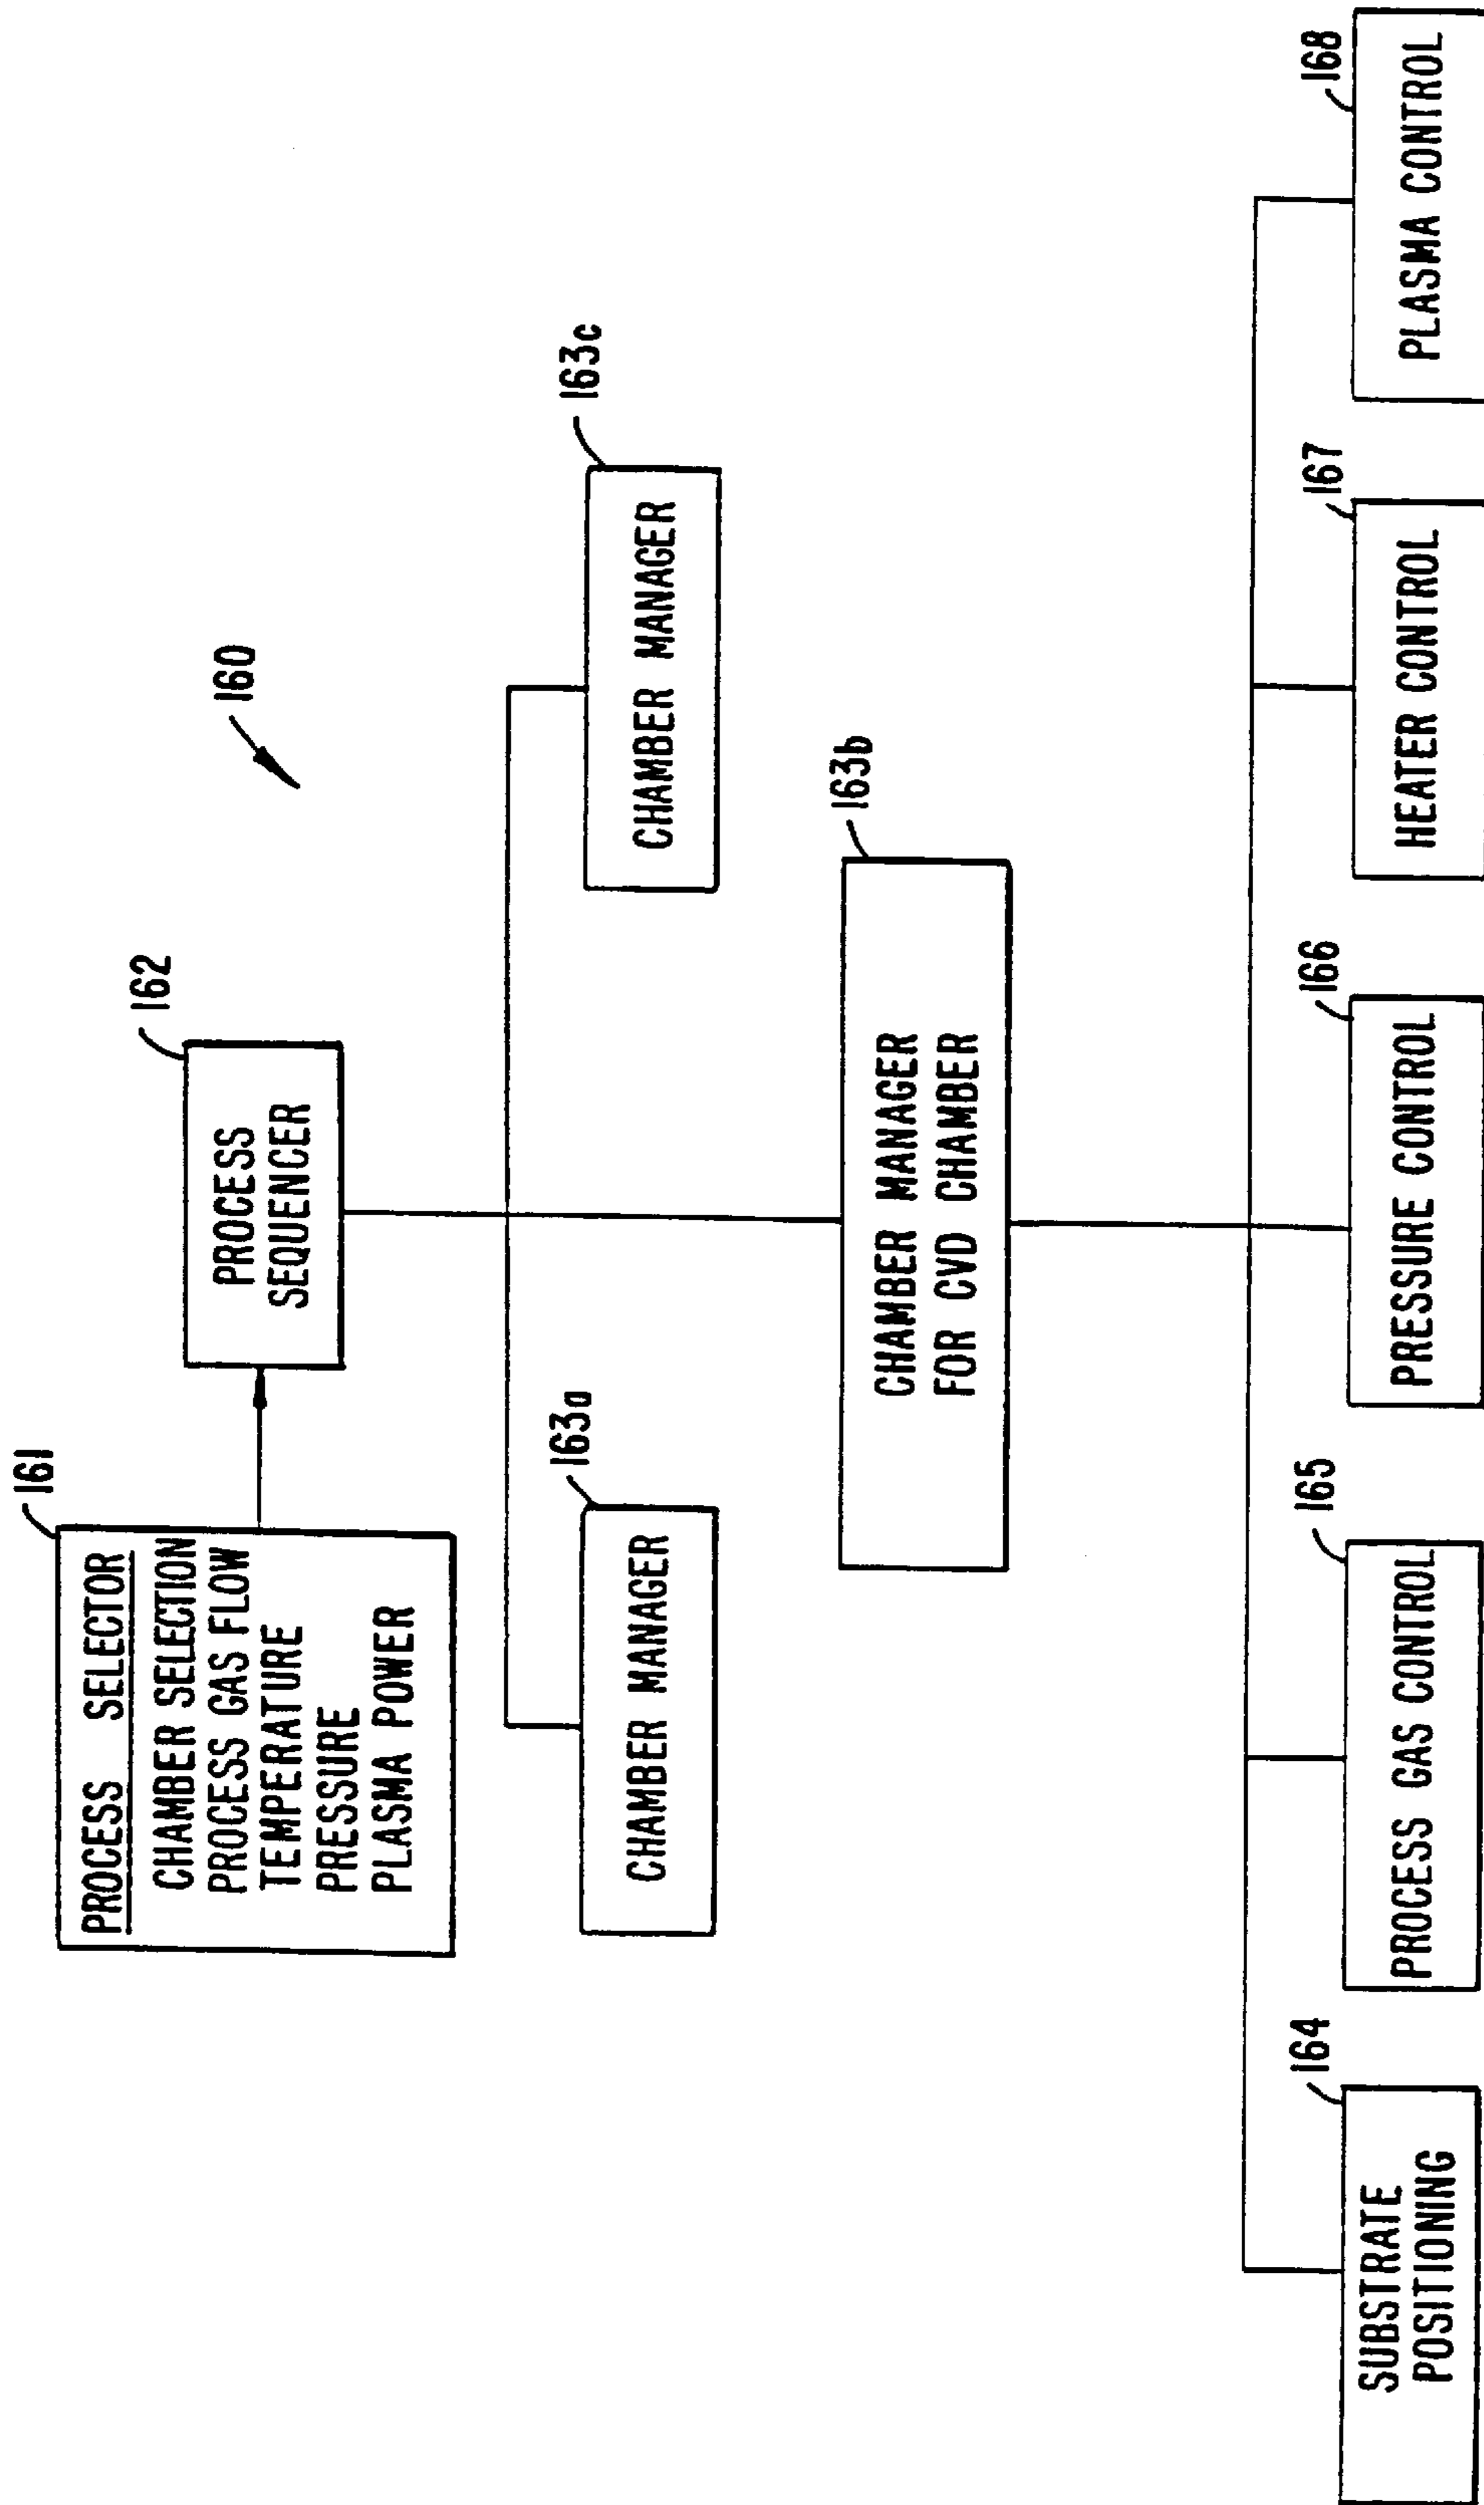 161
PROCESS SELECTOR
CHAMBER SELECTION
PROCESS GAS FLOW
TEMPERATURE
PRESSURE
PLASMA POWER
162
PROCESS
SEQUENCER
160
163a
CHAMBER MANAGER
163c
CHAMBER MANAGER
163b
CHAMBER MANAGER
FOR CVD CHAMBER
164
SUBSTRATE
POSITIONING
165
PROCESS GAS CONTROL
166
PRESSURE CONTROL
167
HEATER CONTROL
168
PLASMA CONTROL